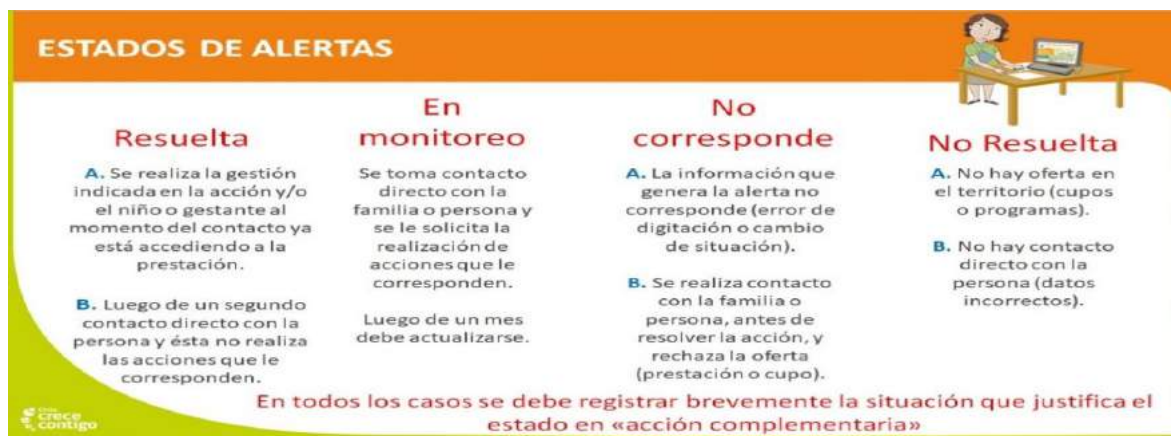 ESTADOS DE ALERTAS
Resuelta
A. Se realiza la gestión
indicada en la acción y/o
el niño o gestante al
momento del contacto ya
está accediendo a la
prestación.
B. Luego de un segundo
contacto directo con la
persona y ésta no realiza
las acciones que le
corresponden.
En
monitoreo
Se toma contacto
directo con la
familia o persona y
se le solicita la
realización de
acciones que le
corresponden.
Luego de un mes
debe actualizarse.
No
corresponde
A. La información que
genera la alerta no
corresponde (error de
digitación o cambio
de situación).
B. Se realiza contacto
con la familia o
persona, antes de
resolver la acción, y
rechaza la oferta
(prestación o cupo).
No Resuelta
A. No hay oferta en
el territorio (cupos
o programas).
B. No hay contacto
directo con la
persona (datos
incorrectos).
En todos los casos se debe registrar brevemente la situación que justifica el
estado en «acción complementaria»
crece
contigo